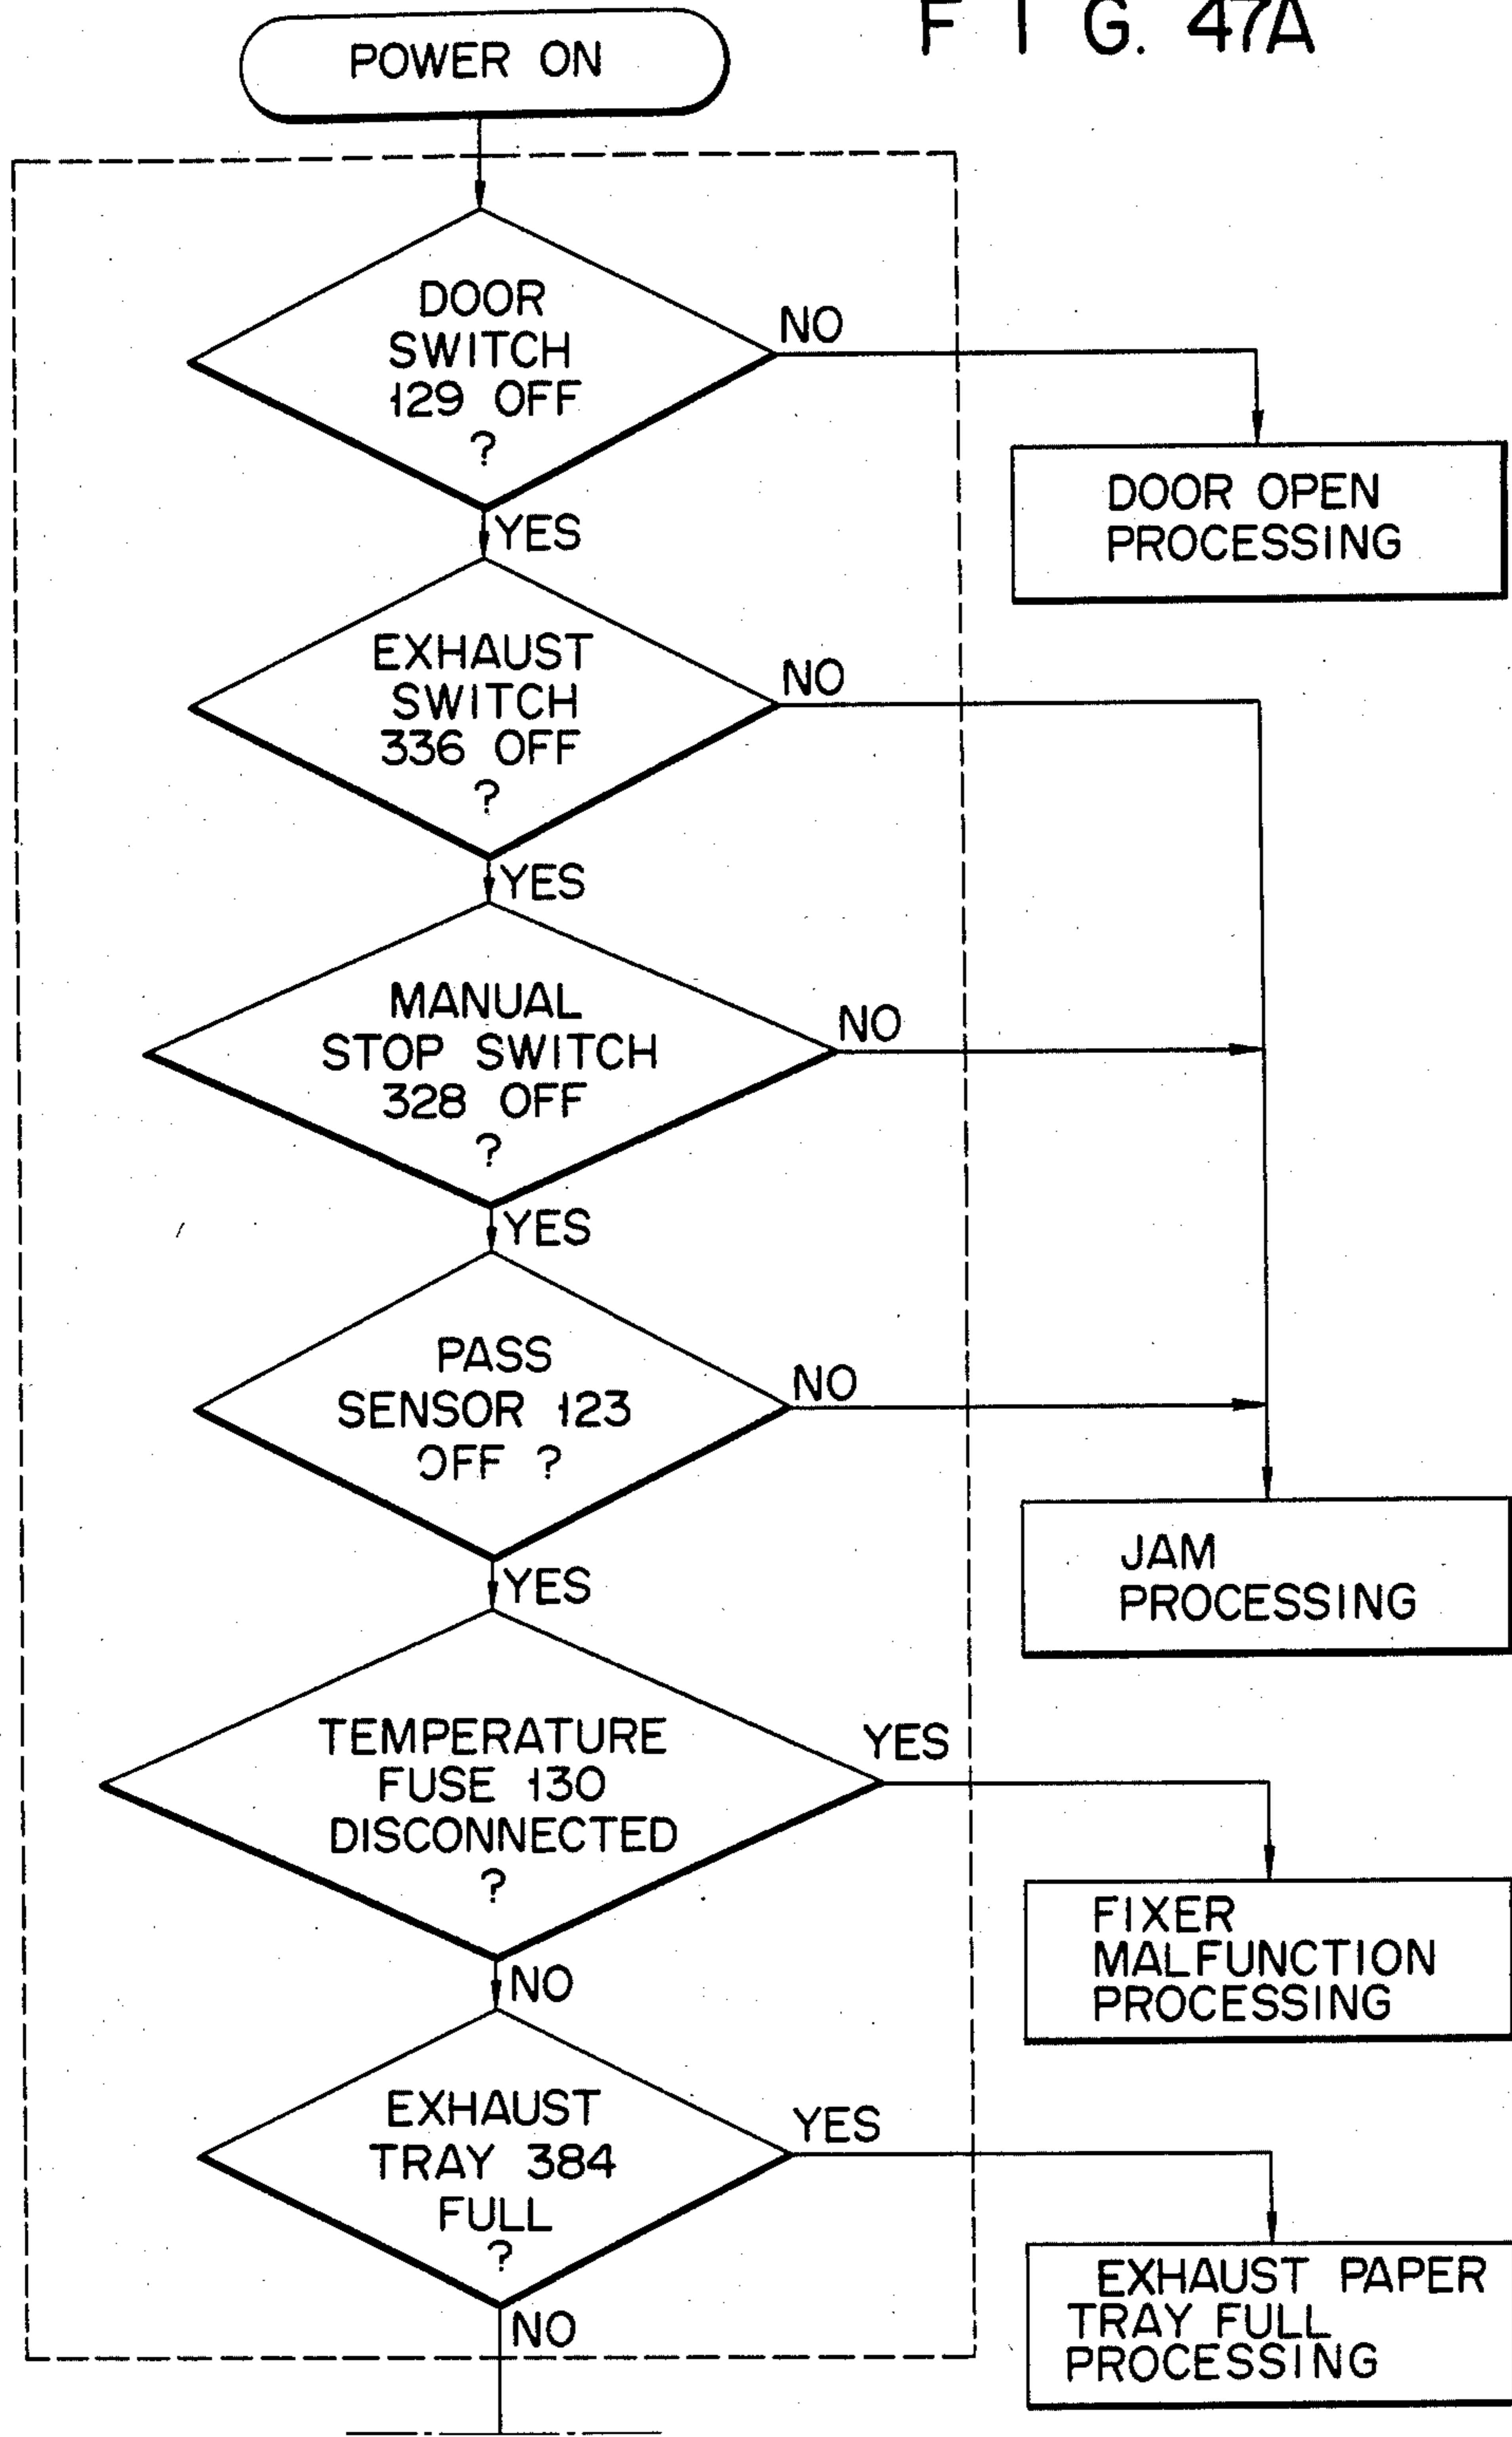 F I G. 47A
POWER ON
DOOR
SWITCH
129 OFF
?
NO
DOOR OPEN
PROCESSING
YES
EXHAUST
SWITCH
336 OFF
?
NO
YES
MANUAL
STOP SWITCH
328 OFF
?
NO
YES
PASS
SENSOR 123
OFF ?
NO
JAM
PROCESSING
YES
TEMPERATURE
FUSE 130
DISCONNECTED
?
YES
FIXER
MALFUNCTION
PROCESSING
NO
EXHAUST
TRAY 384
FULL
?
YES
EXHAUST PAPER
TRAY FULL
PROCESSING
NO